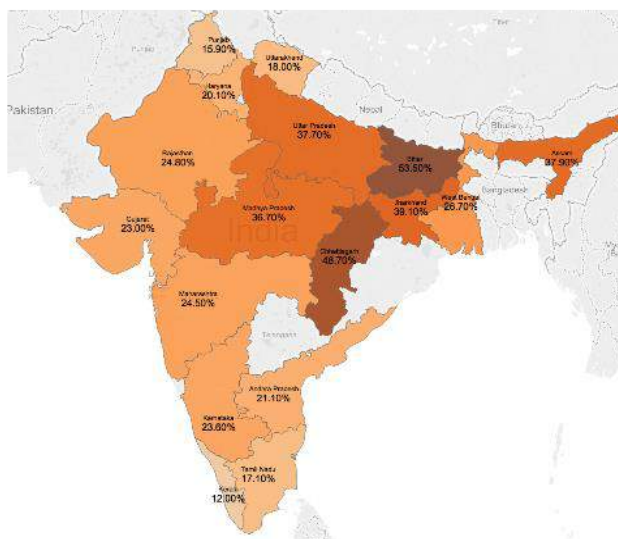 Punjab
15.90%
Uttarakhand
18.00%
Haryana
20.10%
Pakistan
Nepal
Bhutan
Uttar Pradesh
37.70%
Assam
37.90%
Rajasthan
24.80%
Bihar
53.50%
Bangladesh
Madhya Pradesh
36.70%
Jharkhand
39.10%
West Bengal
26.70%
Gujarat
23.00%
India
Chhattisgarh
48.70%
Maharashtra
24.50%
Telangana
Andhra Pradesh
21.10%
Karnataka
23.60%
Tamil Nadu
17.10%
Kerala
12.00%